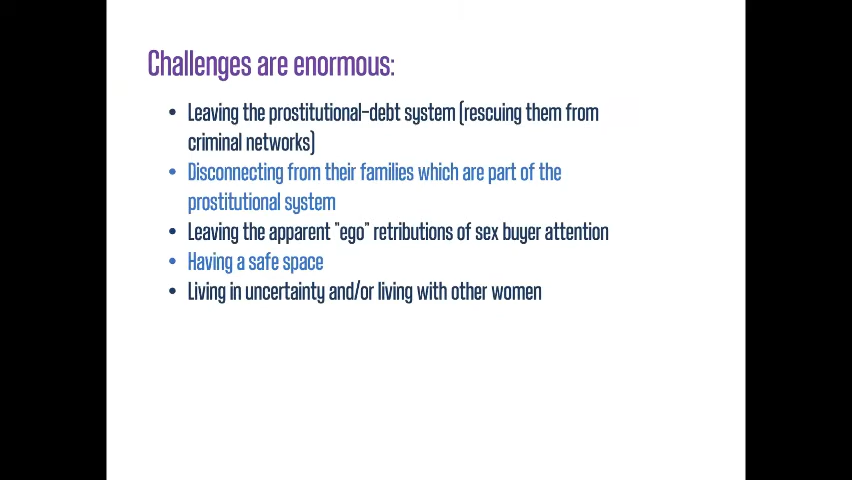 Challenges are enormous:
• Leaving the prostitutional-debt system (rescuing them from
criminal networks)
• Disconnecting from their families which are part of the
prostitutional system
• Leaving the apparent "ego" retributions of sex buyer attention
• Having a safe space
• Living in uncertainty and/or living with other women